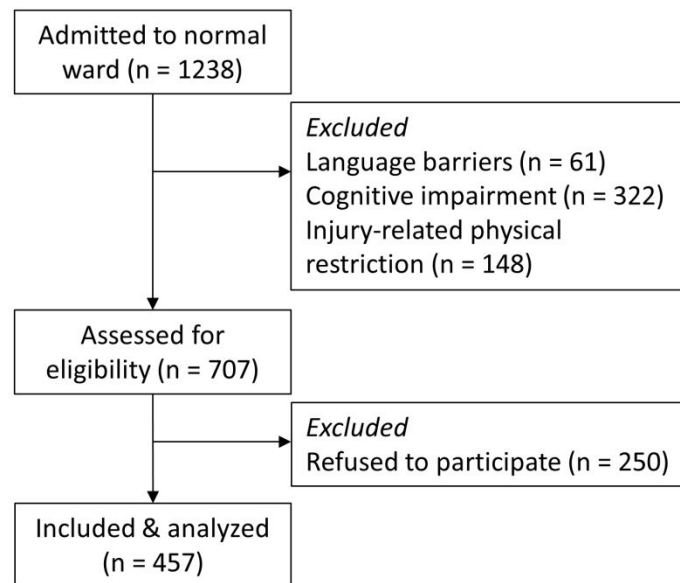 Admitted to normal
ward (n = 1238)
Excluded
Language barriers (n = 61)
Cognitive impairment (n = 322)
Injury-related physical
restriction (n = 148)
Assessed for
eligibility (n = 707)
Excluded
Refused to participate (n = 250)
Included & analyzed
(n = 457)